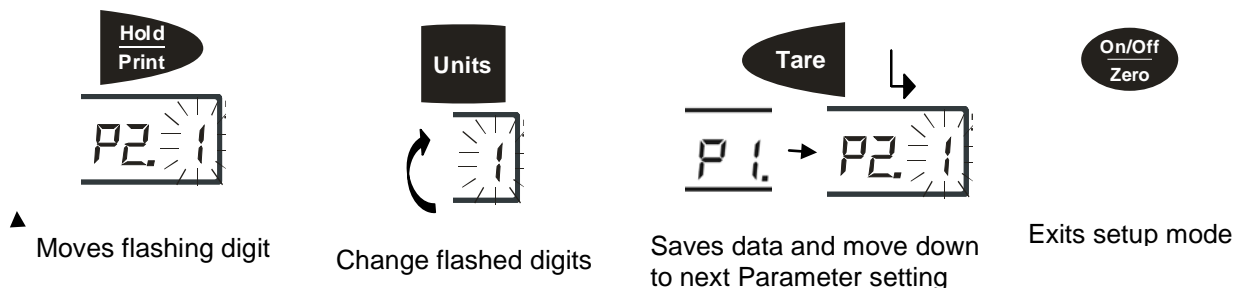 Hold
Print
P2. 1
Moves flashing digit
Units
1
Change flashed digits
Tare
P1. → P2. 1
Saves data and move down
to next Parameter setting
On/Off
Zero
Exits setup mode